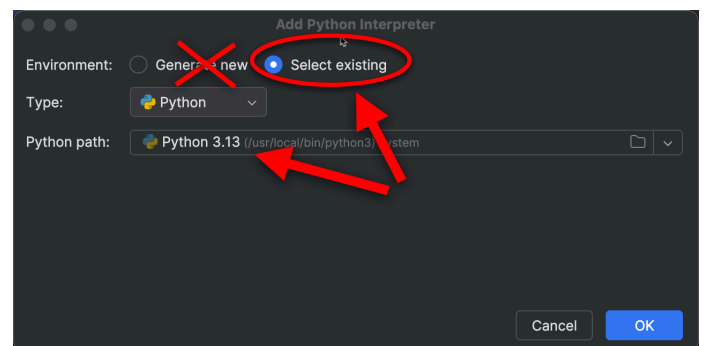 Add Python Interpreter
Environment: Generate new Select existing
Type: Python
Python path: Python 3.13 (/usr/local/bin/python3) system
Cancel OK